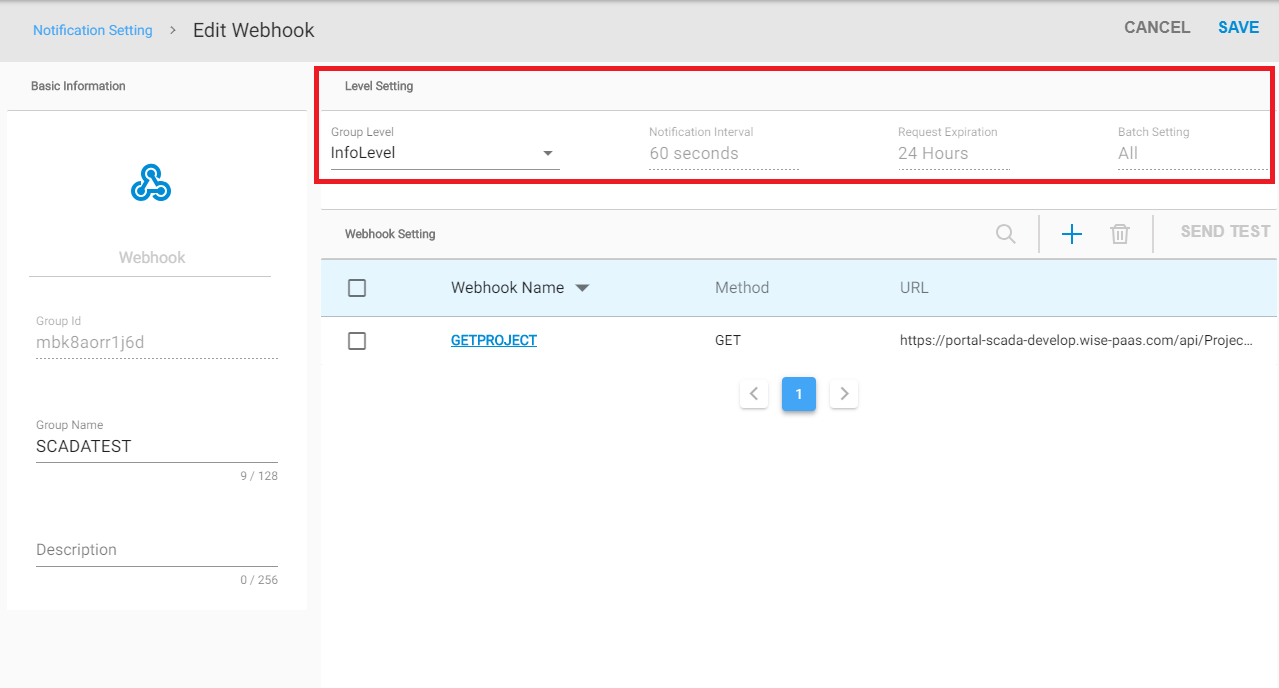 Notification Setting > Edit Webhook
CANCEL SAVE
Basic Information
Webhook
Group Id
mbk8aorr1j6d
Group Name
SCADATEST
9 / 128
Description
0 / 256
Level Setting
Group Level Notification Interval Request Expiration Batch Setting
InfoLevel 60 seconds 24 Hours All
Webhook Setting SEND TEST
Webhook Name Method URL
GETPROJECT GET https://portal-scada-develop.wise-paas.com/api/Projec...
1